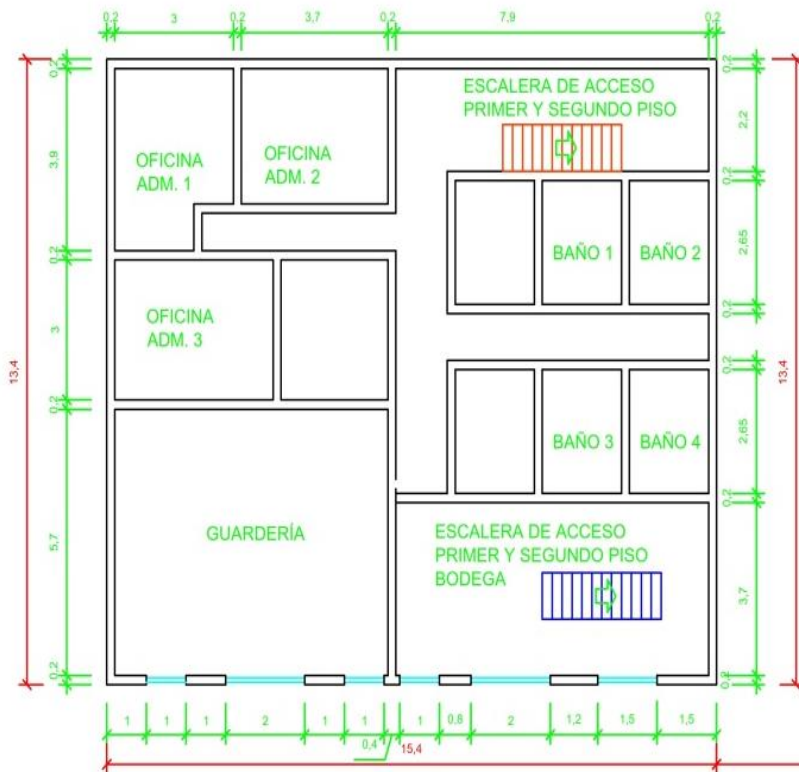 0,2 3 0,2 3,7 0,2 7,9 0,2
0,2
3,9
0,2
3
0,2
5,7
0,2
13,4
OFICINA
ADM. 1
OFICINA
ADM. 2
ESCALERA DE ACCESO
PRIMER Y SEGUNDO PISO
BAÑO 1
BAÑO 2
OFICINA
ADM. 3
BAÑO 3
BAÑO 4
GUARDERÍA
ESCALERA DE ACCESO
PRIMER Y SEGUNDO PISO
BODEGA
0,2
2,2
0,2
2,65
0,2
0,2
2,65
0,2
3,7
0,2
13,4
1 1 1 2 1 1 1 0,8 2 1,2 1,5 1,5
0,4
15,4